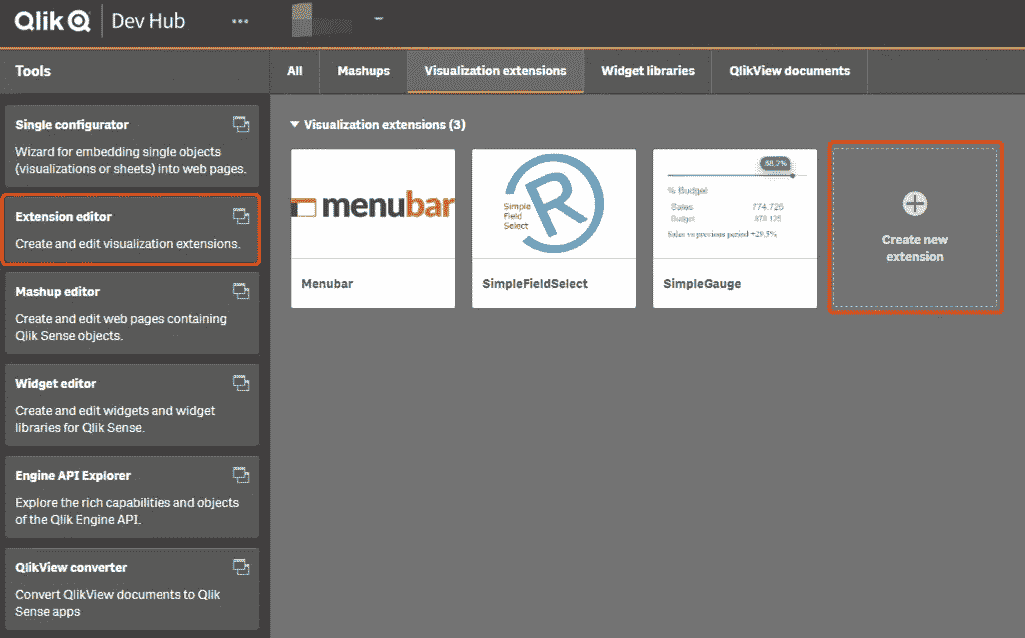 Qlik Dev Hub •••
Tools
All Mashups Visualization extensions Widget libraries QlikView documents
Single configurator
Wizard for embedding single objects
(visualizations or sheets) into web pages.
Extension editor
Create and edit visualization extensions.
Mashup editor
Create and edit web pages containing
Qlik Sense objects.
Widget editor
Create and edit widgets and widget
libraries for Qlik Sense.
Engine API Explorer
Explore the rich capabilities and objects
of the Qlik Engine API.
QlikView converter
Convert QlikView documents to Qlik
Sense apps
Visualization extensions (3)
menubar
Menubar
Simple
Field
Select
R
SimpleFieldSelect
58,2%
% Budget
Sales 774.725
Budget 878.125
Sales vs previous period +29,5%
SimpleGauge
Create new
extension